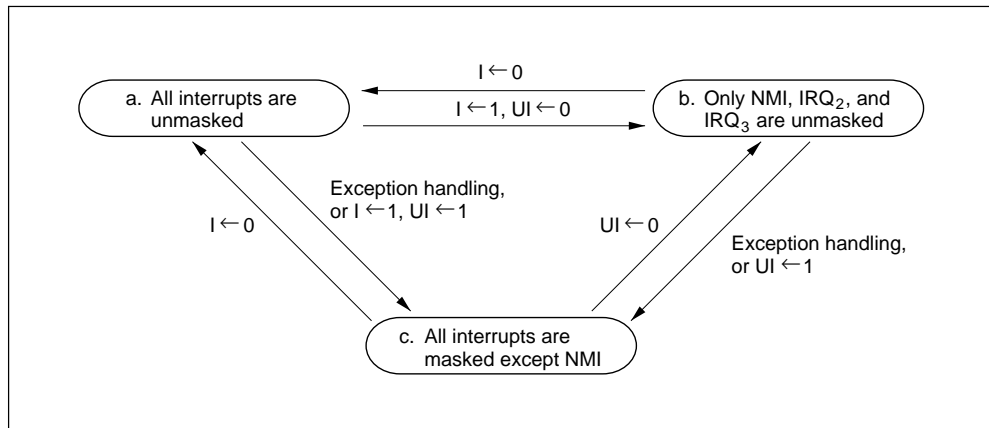 I ← 0
a. All interrupts are
unmasked
I ← 1, UI ← 0
b. Only NMI, IRQ₂, and
IRQ₃ are unmasked
Exception handling,
or I ← 1, UI ← 1
I ← 0
UI ← 0
Exception handling,
or UI ← 1
c. All interrupts are
masked except NMI